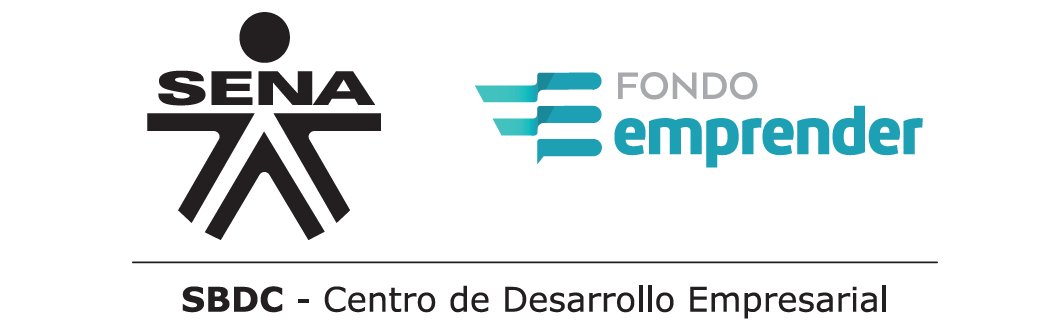 SENA
FONDO
emprender
SBDC - Centro de Desarrollo Empresarial